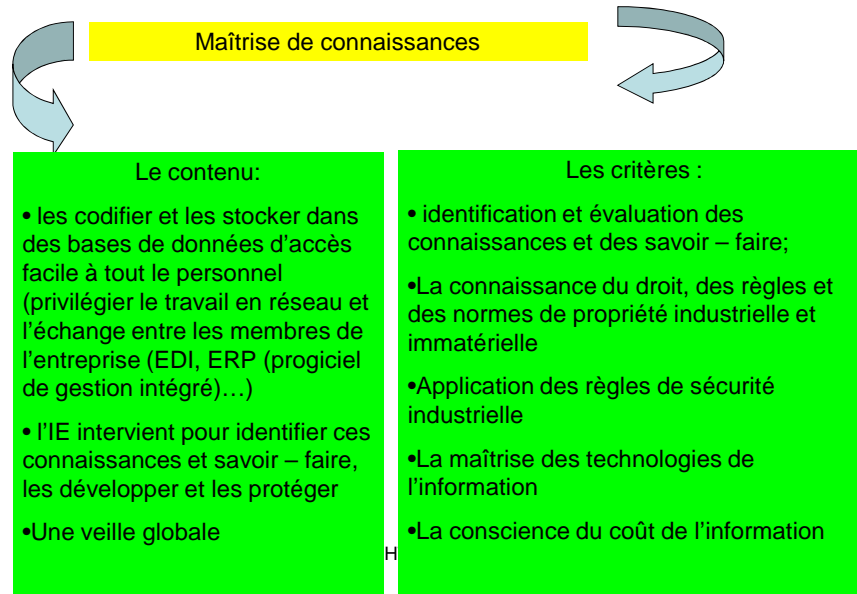 Maîtrise de connaissances
Le contenu:
• les codifier et les stocker dans
des bases de données d'accès
facile à tout le personnel
(privilégier le travail en réseau et
l'échange entre les membres de
l'entreprise (EDI, ERP (progiciel
de gestion intégré)…)
• l'IE intervient pour identifier ces
connaissances et savoir – faire,
les développer et les protéger
•Une veille globale
Les critères :
• identification et évaluation des
connaissances et des savoir – faire;
•La connaissance du droit, des règles et
des normes de propriété industrielle et
immatérielle
•Application des règles de sécurité
industrielle
•La maîtrise des technologies de
l'information
•La conscience du coût de l'information
H